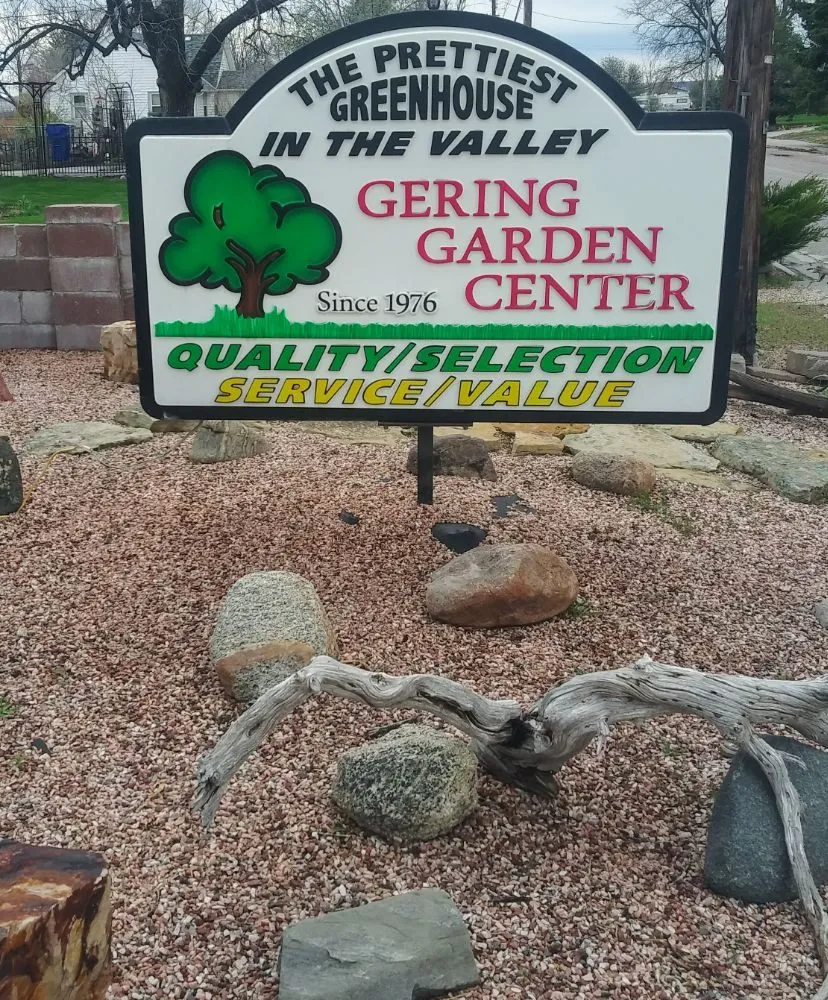 THE PRETTIEST
GREENHOUSE
IN THE VALLEY
GERING
GARDEN
CENTER
Since 1976
QUALITY/SELECTION
SERVICE/VALUE